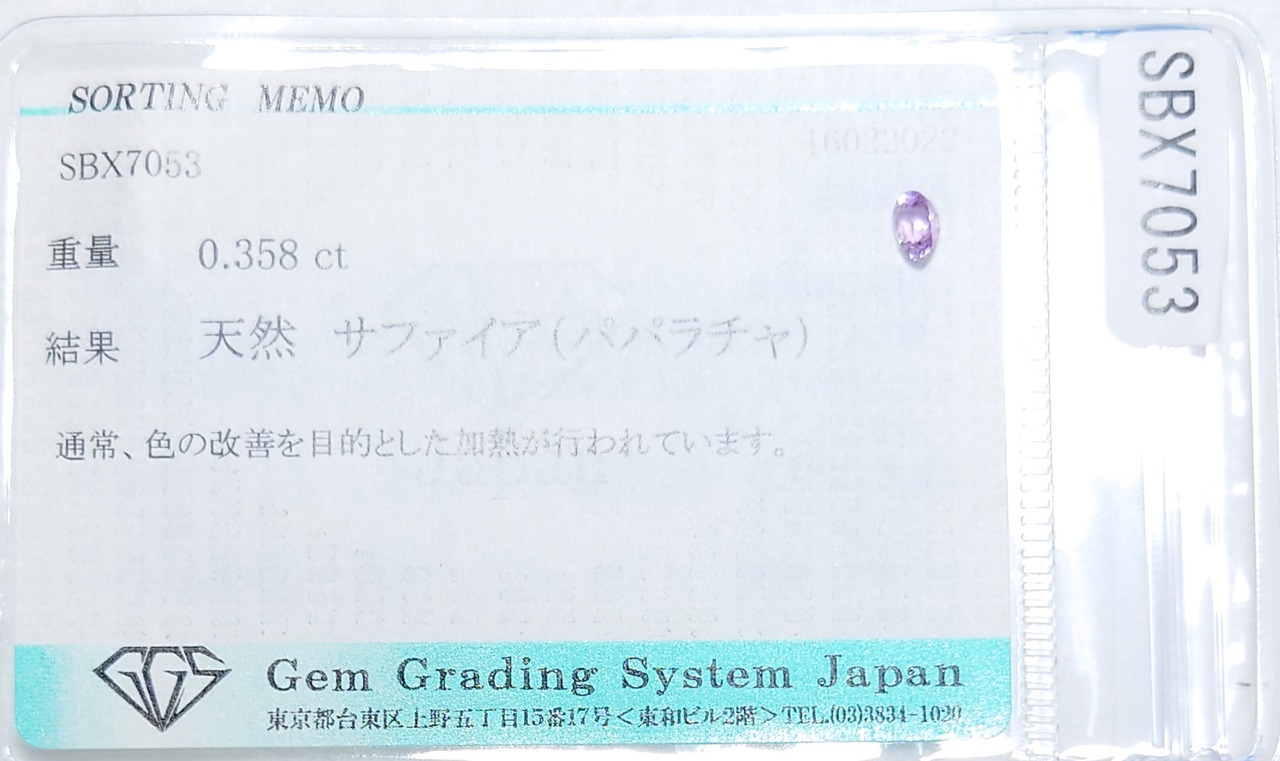 SORTING MEMO
16022022
SBX7053
重量 0.358 ct
結果 天然 サファイア(パパラチャ)
通常、色の改善を目的とした加熱が行われています。
GGS
Gem Grading System Japan
東京都台東区上野五丁目15番17号<東和ビル2階>TEL.(03)3834-1020
SBX7053